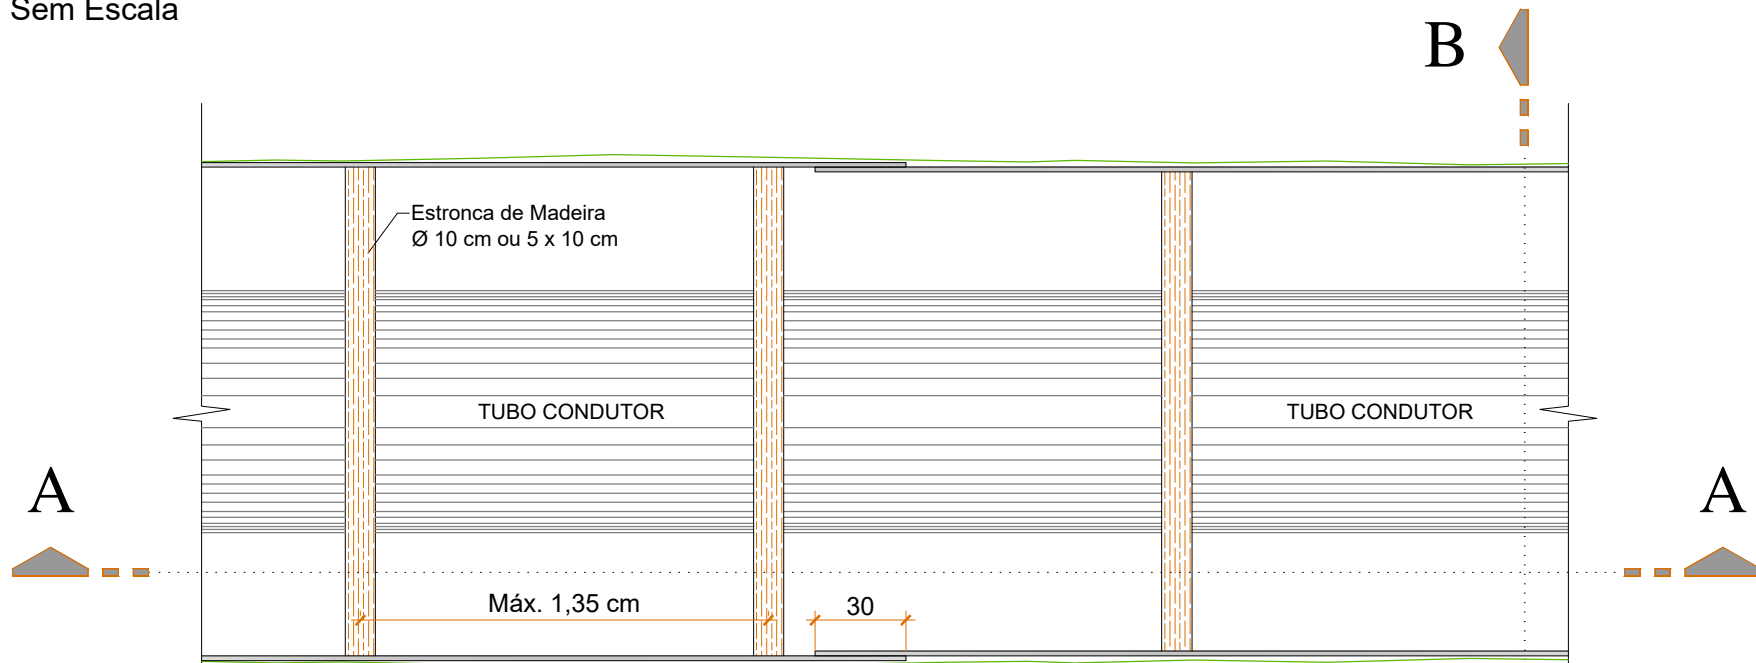 Sem Escala
B
Estronca de Madeira
Ø 10 cm ou 5 x 10 cm
TUBO CONDUTOR
TUBO CONDUTOR
A
A
Máx. 1,35 cm
30